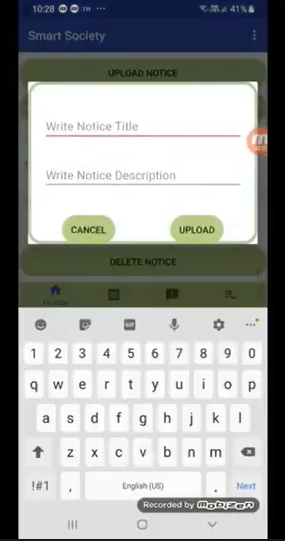 10:28 41%
Smart Society
UPLOAD NOTICE
Write Notice Title
Write Notice Description
CANCEL UPLOAD
DELETE NOTICE
Home
GIF
1 2 3 4 5 6 7 8 9 0
q w e r t y u i o p
a s d f g h j k l
z x c v b n m
!#1 , English (US) . Next
Recorded by MOBIZEN